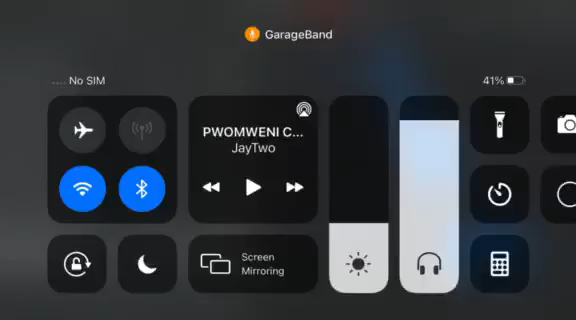 GarageBand
.... No SIM
41%
PWOMWENI C...
JayTwo
Screen
Mirroring